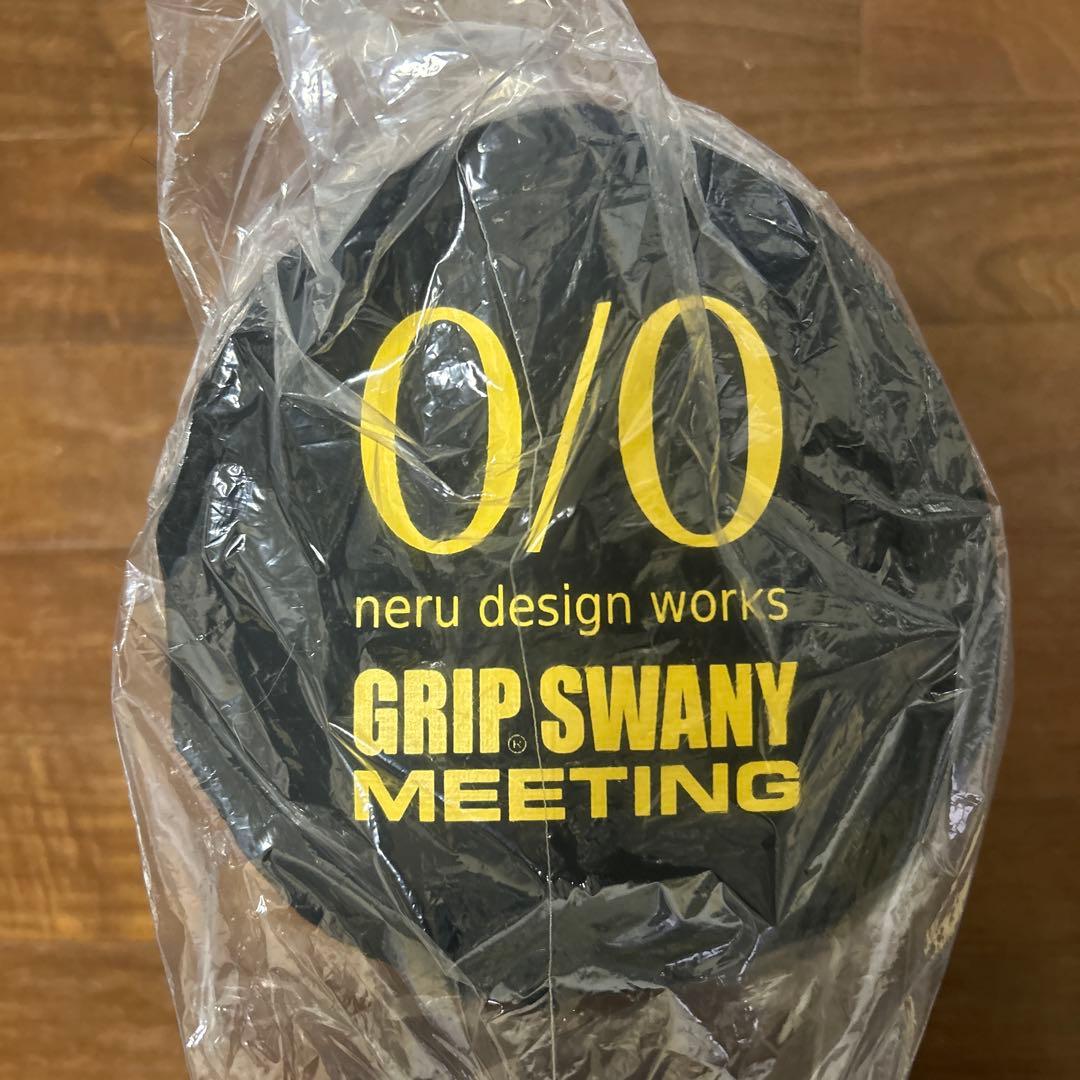 0/0
neru design works
GRIP® SWANY
MEETING